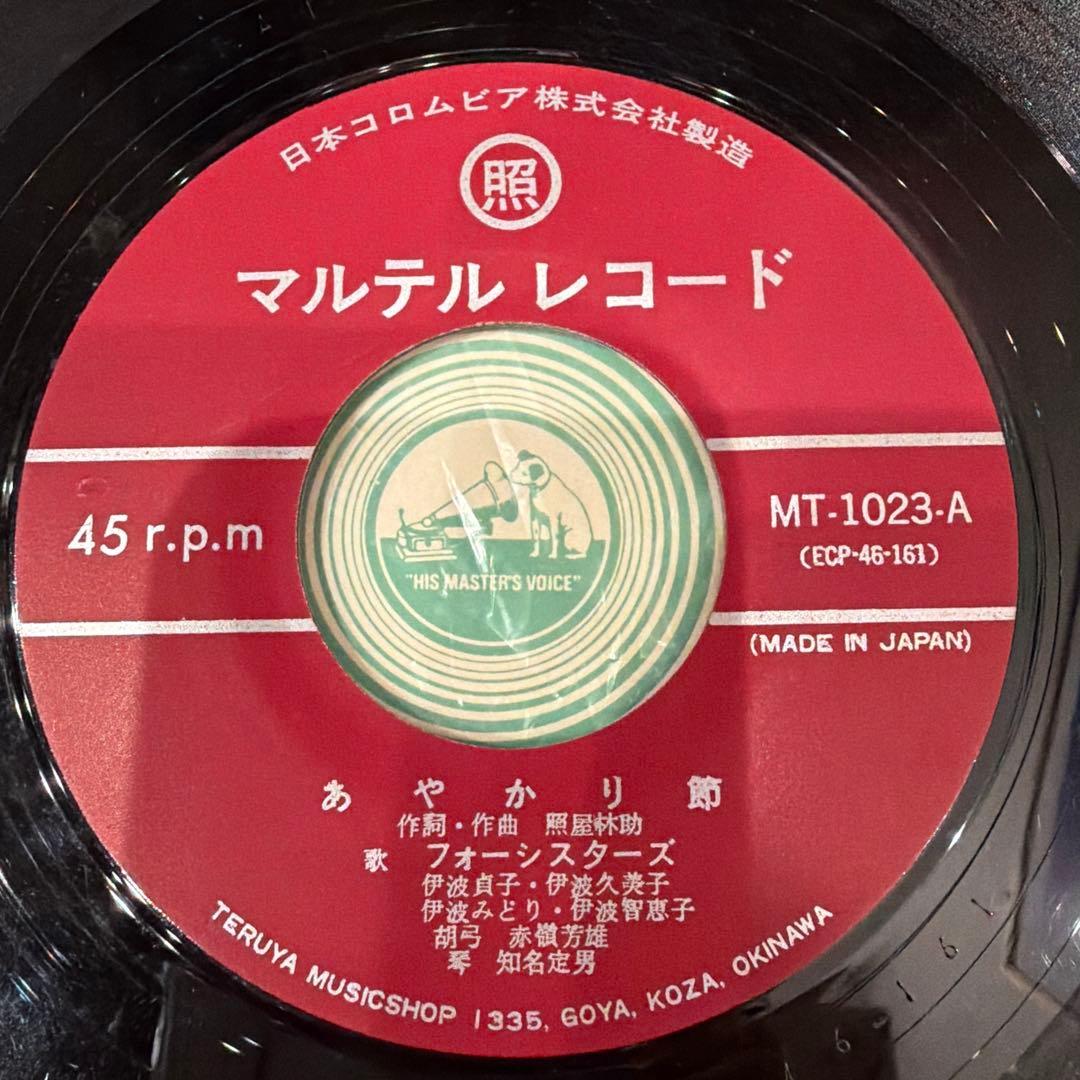 日本コロムビア株式会社製造
照
マルテル レコード
45 r.p.m
MT-1023-A
(ECP-46-161)
(MADE IN JAPAN)
"HIS MASTER'S VOICE"
あやかり節
作詞・作曲 照屋林助
歌 フォーシスターズ
伊波貞子・伊波久美子
伊波みどり・伊波智恵子
胡弓 赤嶺芳雄
琴 知名定男
TERUYA MUSICSHOP 1335, GOYA, KOZA, OKINAWA